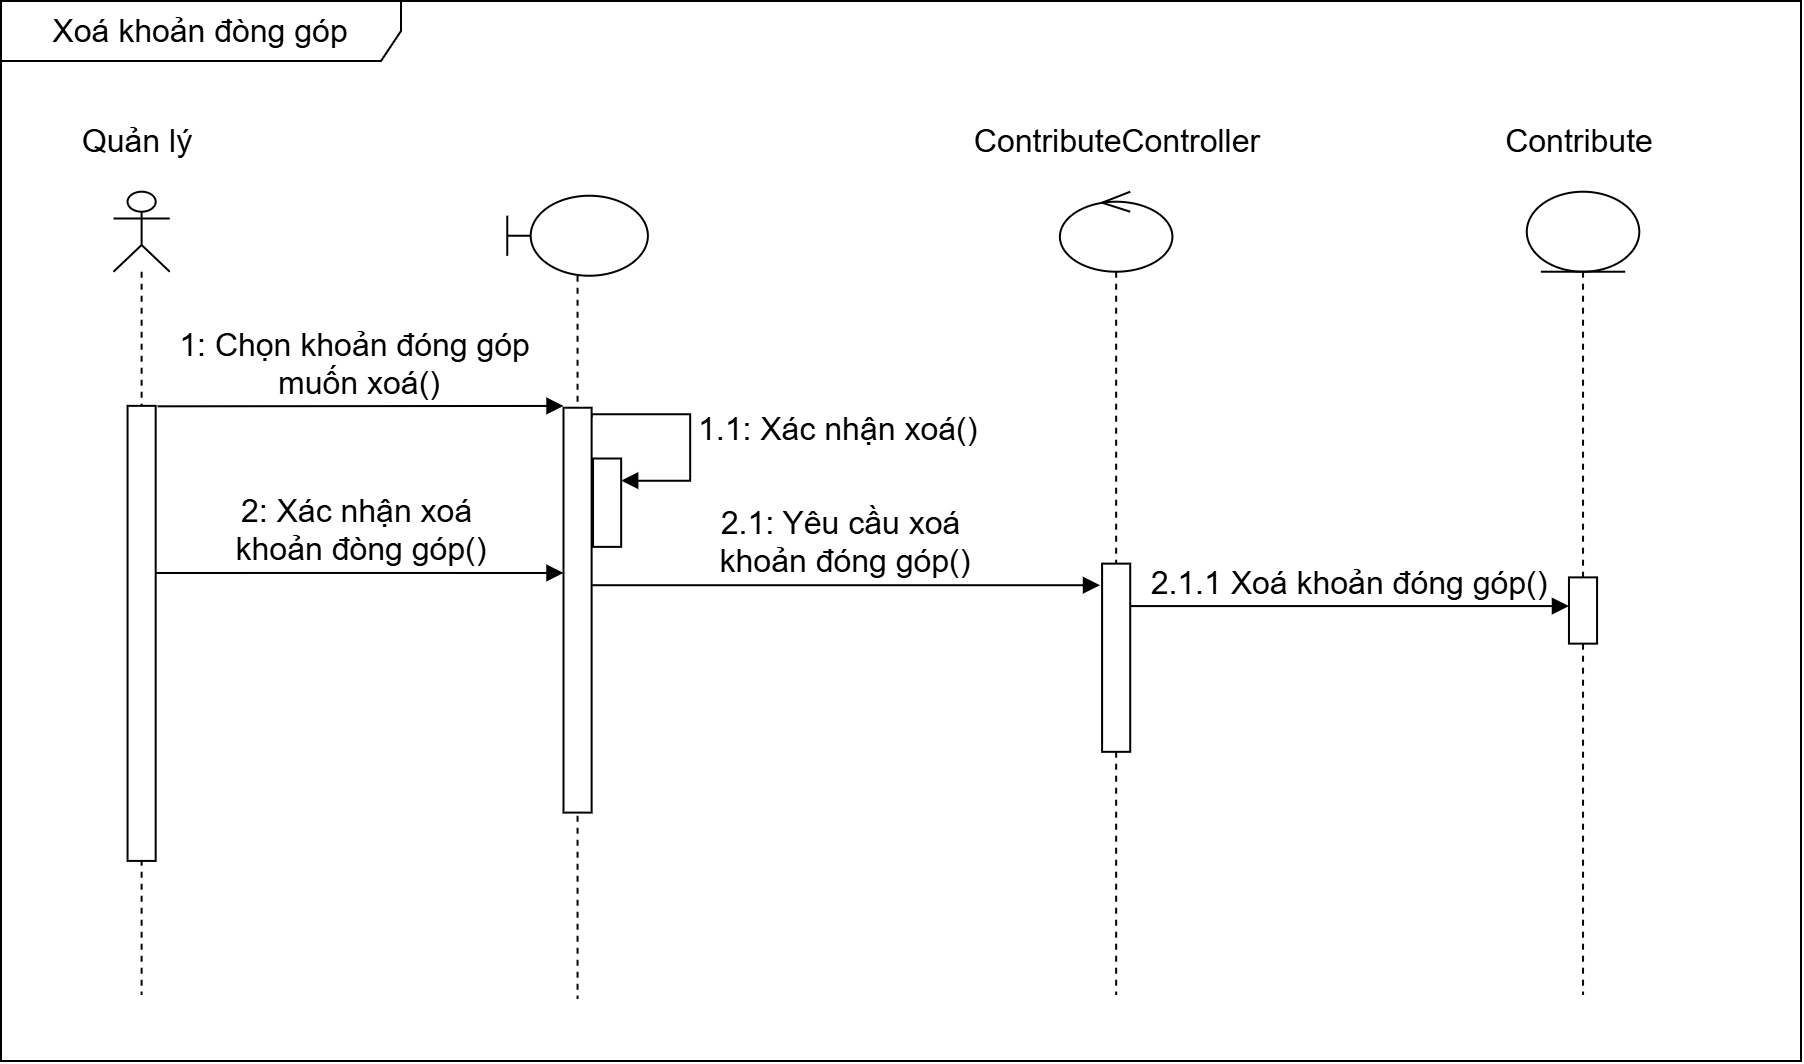 Xoá khoản đòng góp
Quản lý
ContributeController
Contribute
1: Chọn khoản đóng góp
muốn xoá()
1.1: Xác nhận xoá()
2: Xác nhận xoá
khoản đòng góp()
2.1: Yêu cầu xoá
khoản đóng góp()
2.1.1 Xoá khoản đóng góp()